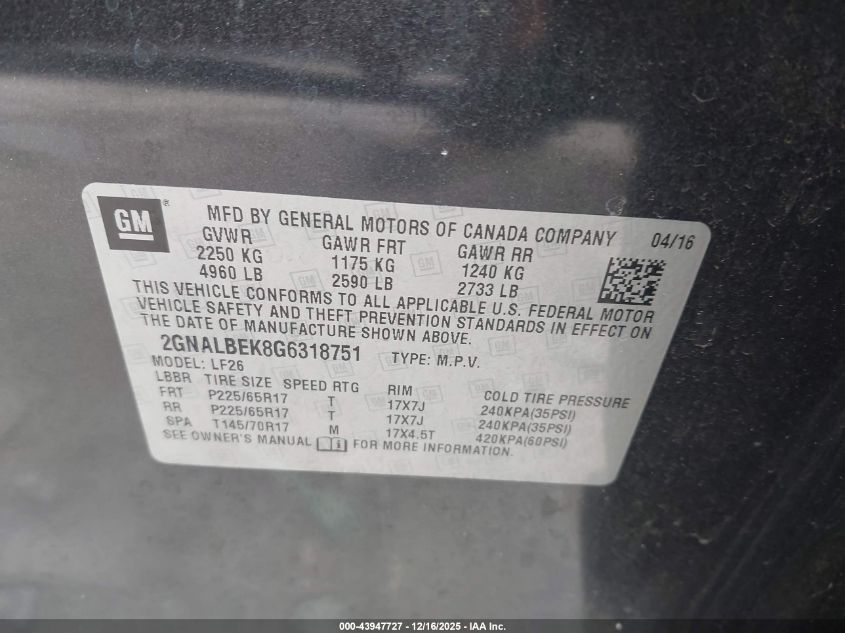 GM
MFD BY GENERAL MOTORS OF CANADA COMPANY 04/16
GVWR GAWR FRT GAWR RR
2250 KG 1175 KG 1240 KG
4960 LB 2590 LB 2733 LB
THIS VEHICLE CONFORMS TO ALL APPLICABLE U.S. FEDERAL MOTOR
VEHICLE SAFETY AND THEFT PREVENTION STANDARDS IN EFFECT ON
THE DATE OF MANUFACTURE SHOWN ABOVE.
2GNALBEK8G6318751 TYPE: M.P.V.
MODEL: LF26
LBBR TIRE SIZE SPEED RTG RIM COLD TIRE PRESSURE
FRT P225/65R17 T 17X7J 240KPA(35PSI)
RR P225/65R17 T 17X7J 240KPA(35PSI)
SPA T145/70R17 M 17X4.5T 420KPA(60PSI)
SEE OWNER'S MANUAL FOR MORE INFORMATION.
000-43947727 - 12/16/2025 - IAA Inc.